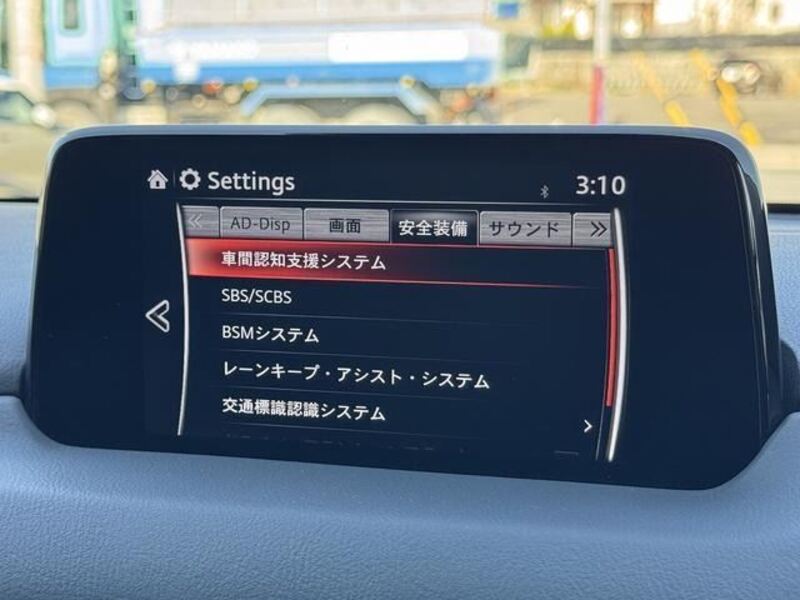 Settings
3:10
AD-Disp 画面 安全装備 サウンド
車間認知支援システム
SBS/SCBS
BSMシステム
レーンキープ・アシスト・システム
交通標識認識システム